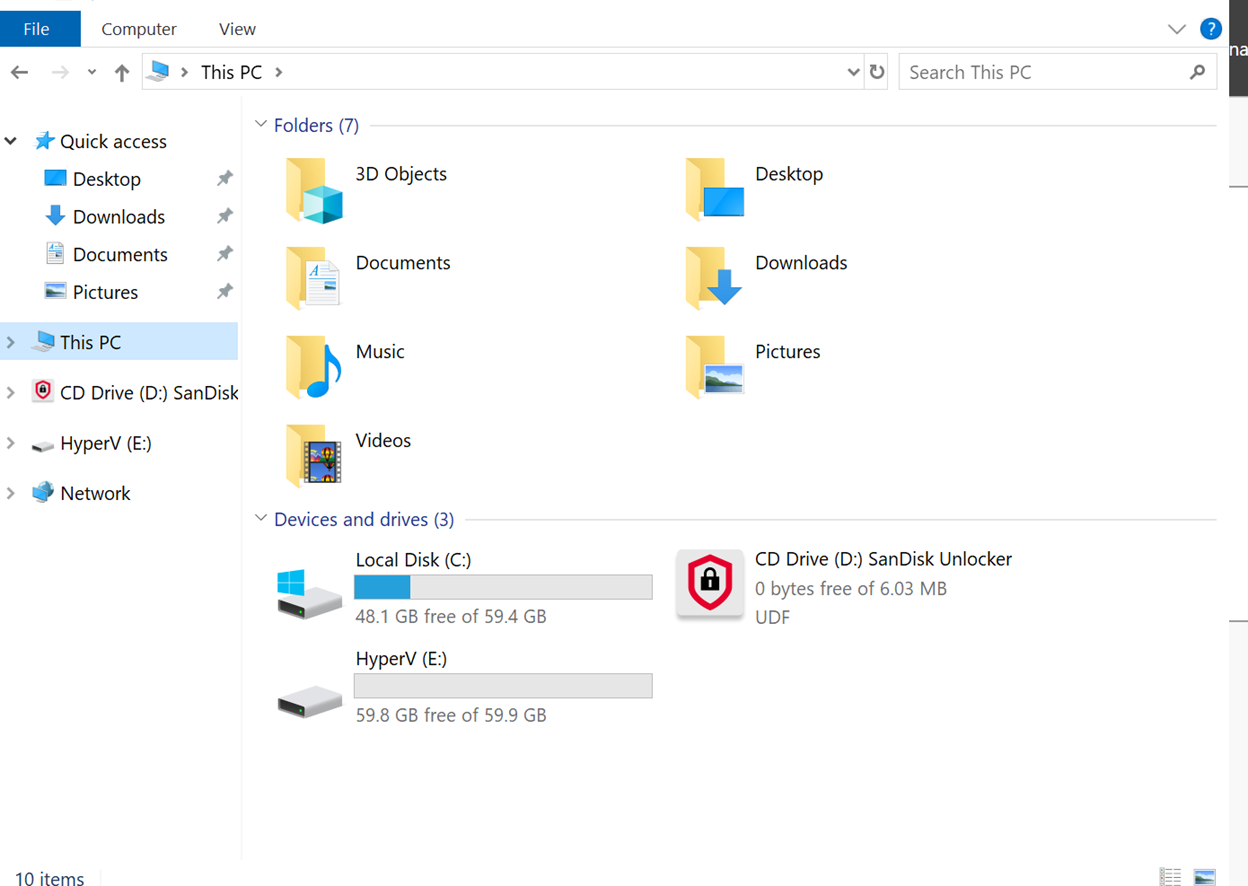 File Computer View
?
na
This PC
Search This PC
Quick access
Desktop
Downloads
Documents
Pictures
This PC
CD Drive (D:) SanDisk
HyperV (E:)
Network
Folders (7)
3D Objects
Desktop
Documents
Downloads
Music
Pictures
Videos
Devices and drives (3)
Local Disk (C:)
48.1 GB free of 59.4 GB
CD Drive (D:) SanDisk Unlocker
0 bytes free of 6.03 MB
UDF
HyperV (E:)
59.8 GB free of 59.9 GB
10 items